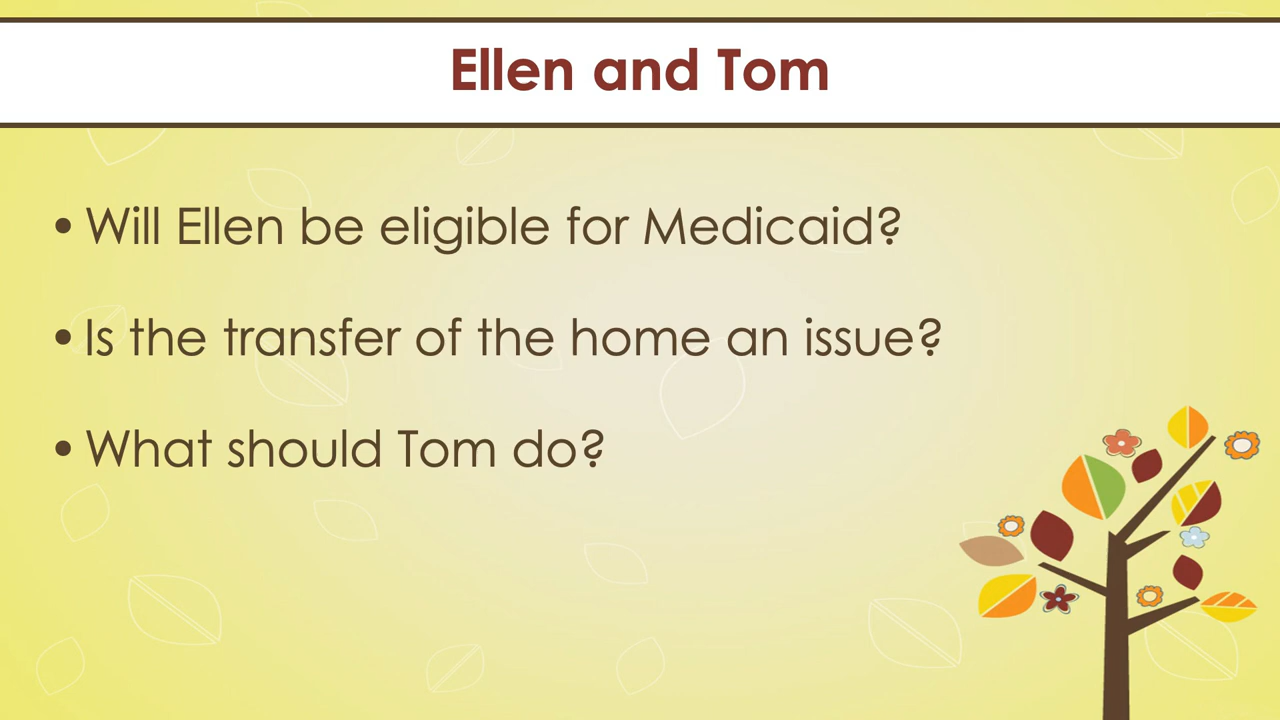 Ellen and Tom
• Will Ellen be eligible for Medicaid?
• Is the transfer of the home an issue?
• What should Tom do?